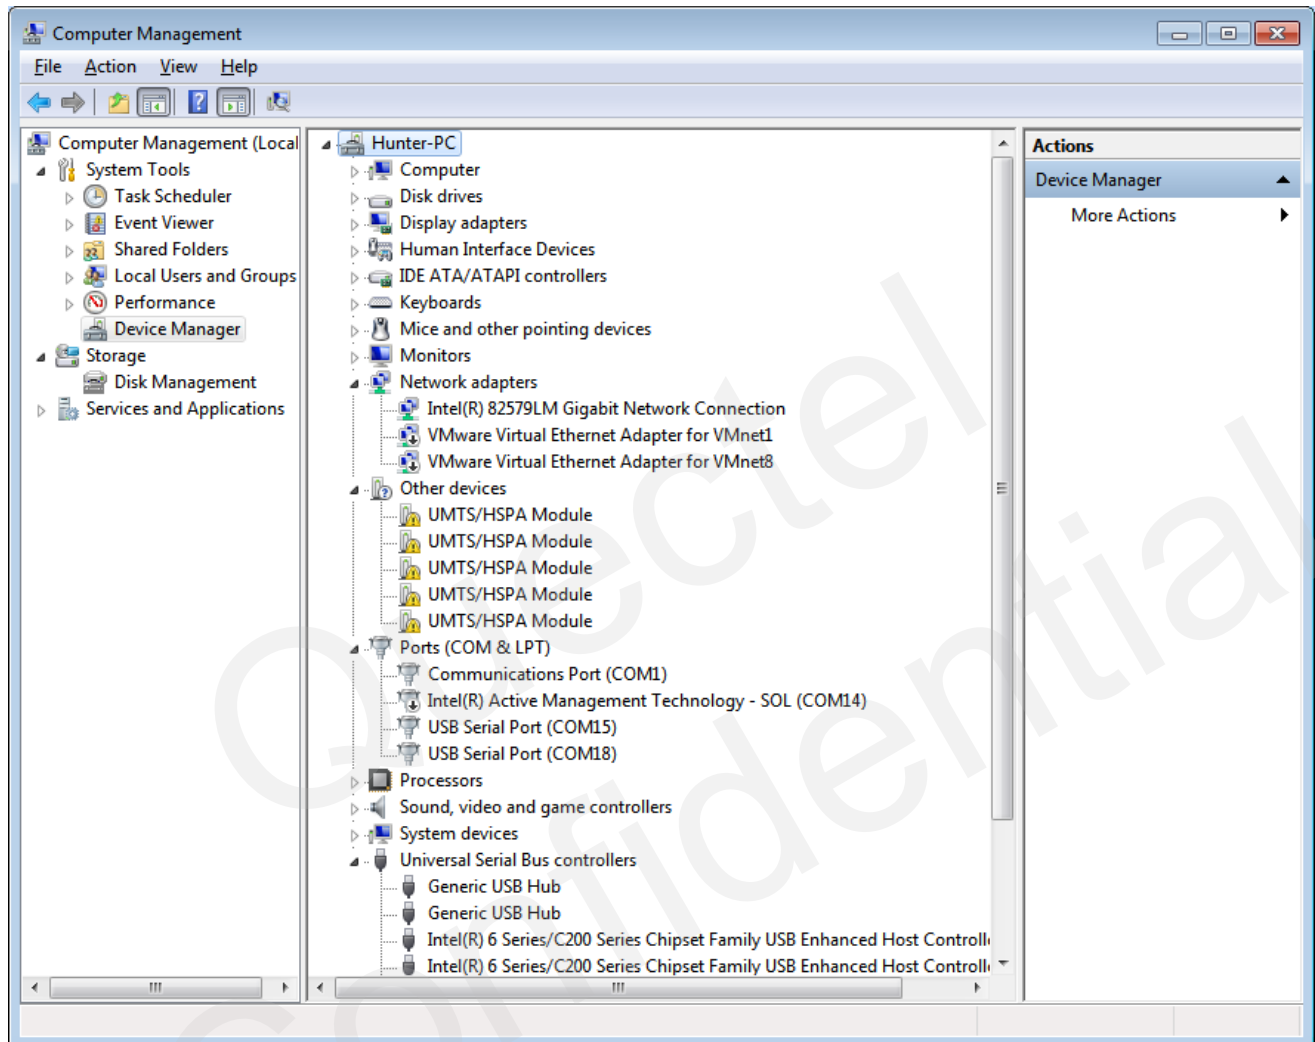 Computer Management
File Action View Help
Computer Management (Local
System Tools
Task Scheduler
Event Viewer
Shared Folders
Local Users and Groups
Performance
Device Manager
Storage
Disk Management
Services and Applications
Hunter-PC
Computer
Disk drives
Display adapters
Human Interface Devices
IDE ATA/ATAPI controllers
Keyboards
Mice and other pointing devices
Monitors
Network adapters
Intel(R) 82579LM Gigabit Network Connection
VMware Virtual Ethernet Adapter for VMnet1
VMware Virtual Ethernet Adapter for VMnet8
Other devices
UMTS/HSPA Module
UMTS/HSPA Module
UMTS/HSPA Module
UMTS/HSPA Module
UMTS/HSPA Module
Ports (COM & LPT)
Communications Port (COM1)
Intel(R) Active Management Technology - SOL (COM14)
USB Serial Port (COM15)
USB Serial Port (COM18)
Processors
Sound, video and game controllers
System devices
Universal Serial Bus controllers
Generic USB Hub
Generic USB Hub
Intel(R) 6 Series/C200 Series Chipset Family USB Enhanced Host Controll
Intel(R) 6 Series/C200 Series Chipset Family USB Enhanced Host Controll
Actions
Device Manager
More Actions
Quectel
Confidential